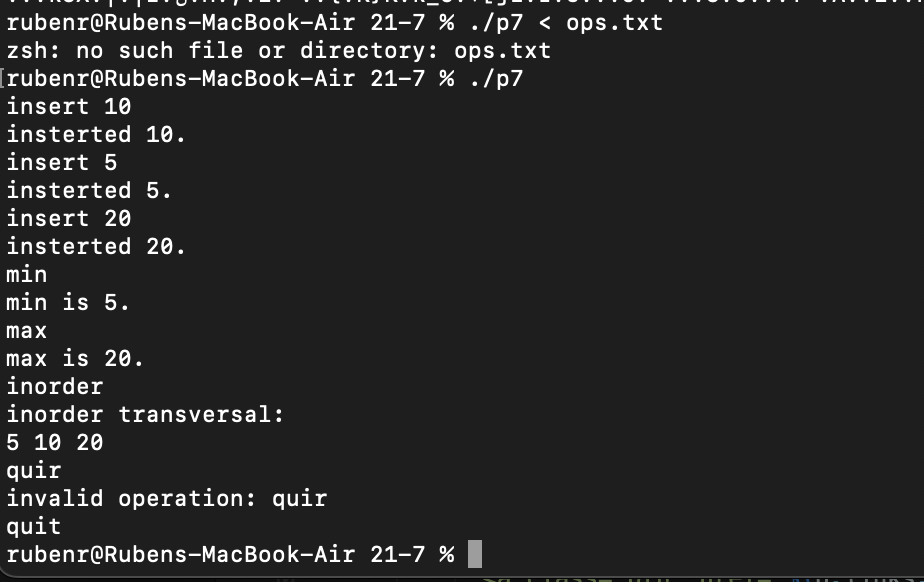 rubenr@Rubens-MacBook-Air 21-7 % ./p7 < ops.txt
zsh: no such file or directory: ops.txt
[rubenr@Rubens-MacBook-Air 21-7 % ./p7
insert 10
insterted 10.
insert 5
insterted 5.
insert 20
insterted 20.
min
min is 5.
max
max is 20.
inorder
inorder transversal:
5 10 20
quir
invalid operation: quir
quit
rubenr@Rubens-MacBook-Air 21-7 %